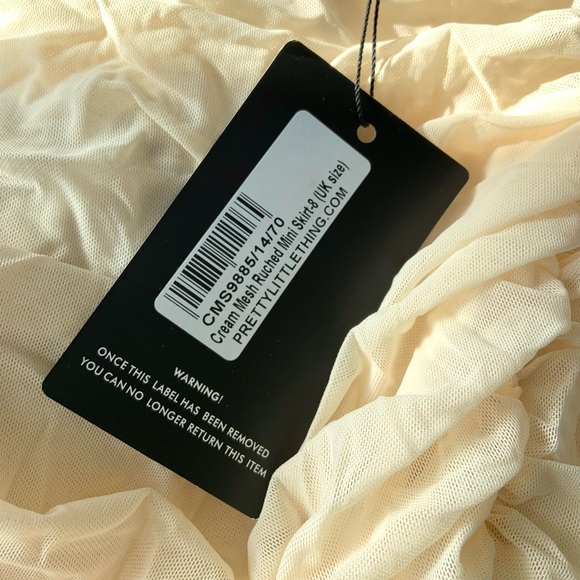 CMS9885/14/70
Cream Mesh Ruched Mini Skirt-8 (UK size)
PRETTYLITTLETHING.COM
WARNING!
ONCE THIS LABEL HAS BEEN REMOVED
YOU CAN NO LONGER RETURN THIS ITEM